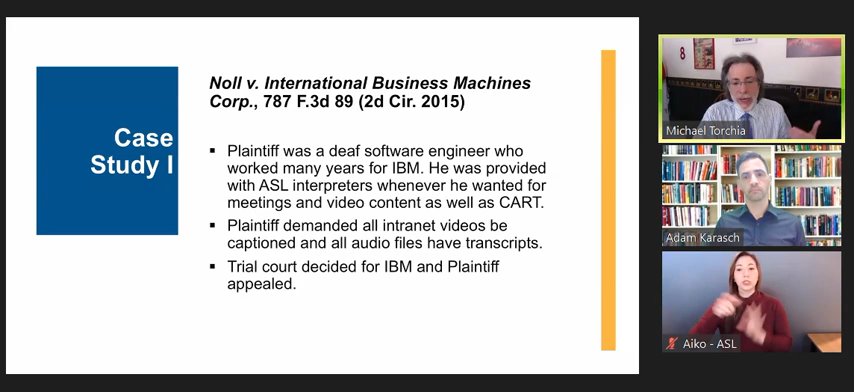 Case
Study I
Noll v. International Business Machines
Corp., 787 F.3d 89 (2d Cir. 2015)
▪ Plaintiff was a deaf software engineer who
worked many years for IBM. He was provided
with ASL interpreters whenever he wanted for
meetings and video content as well as CART.
▪ Plaintiff demanded all intranet videos be
captioned and all audio files have transcripts.
▪ Trial court decided for IBM and Plaintiff
appealed.
8
Michael Torchia
Adam Karasch
Aiko - ASL